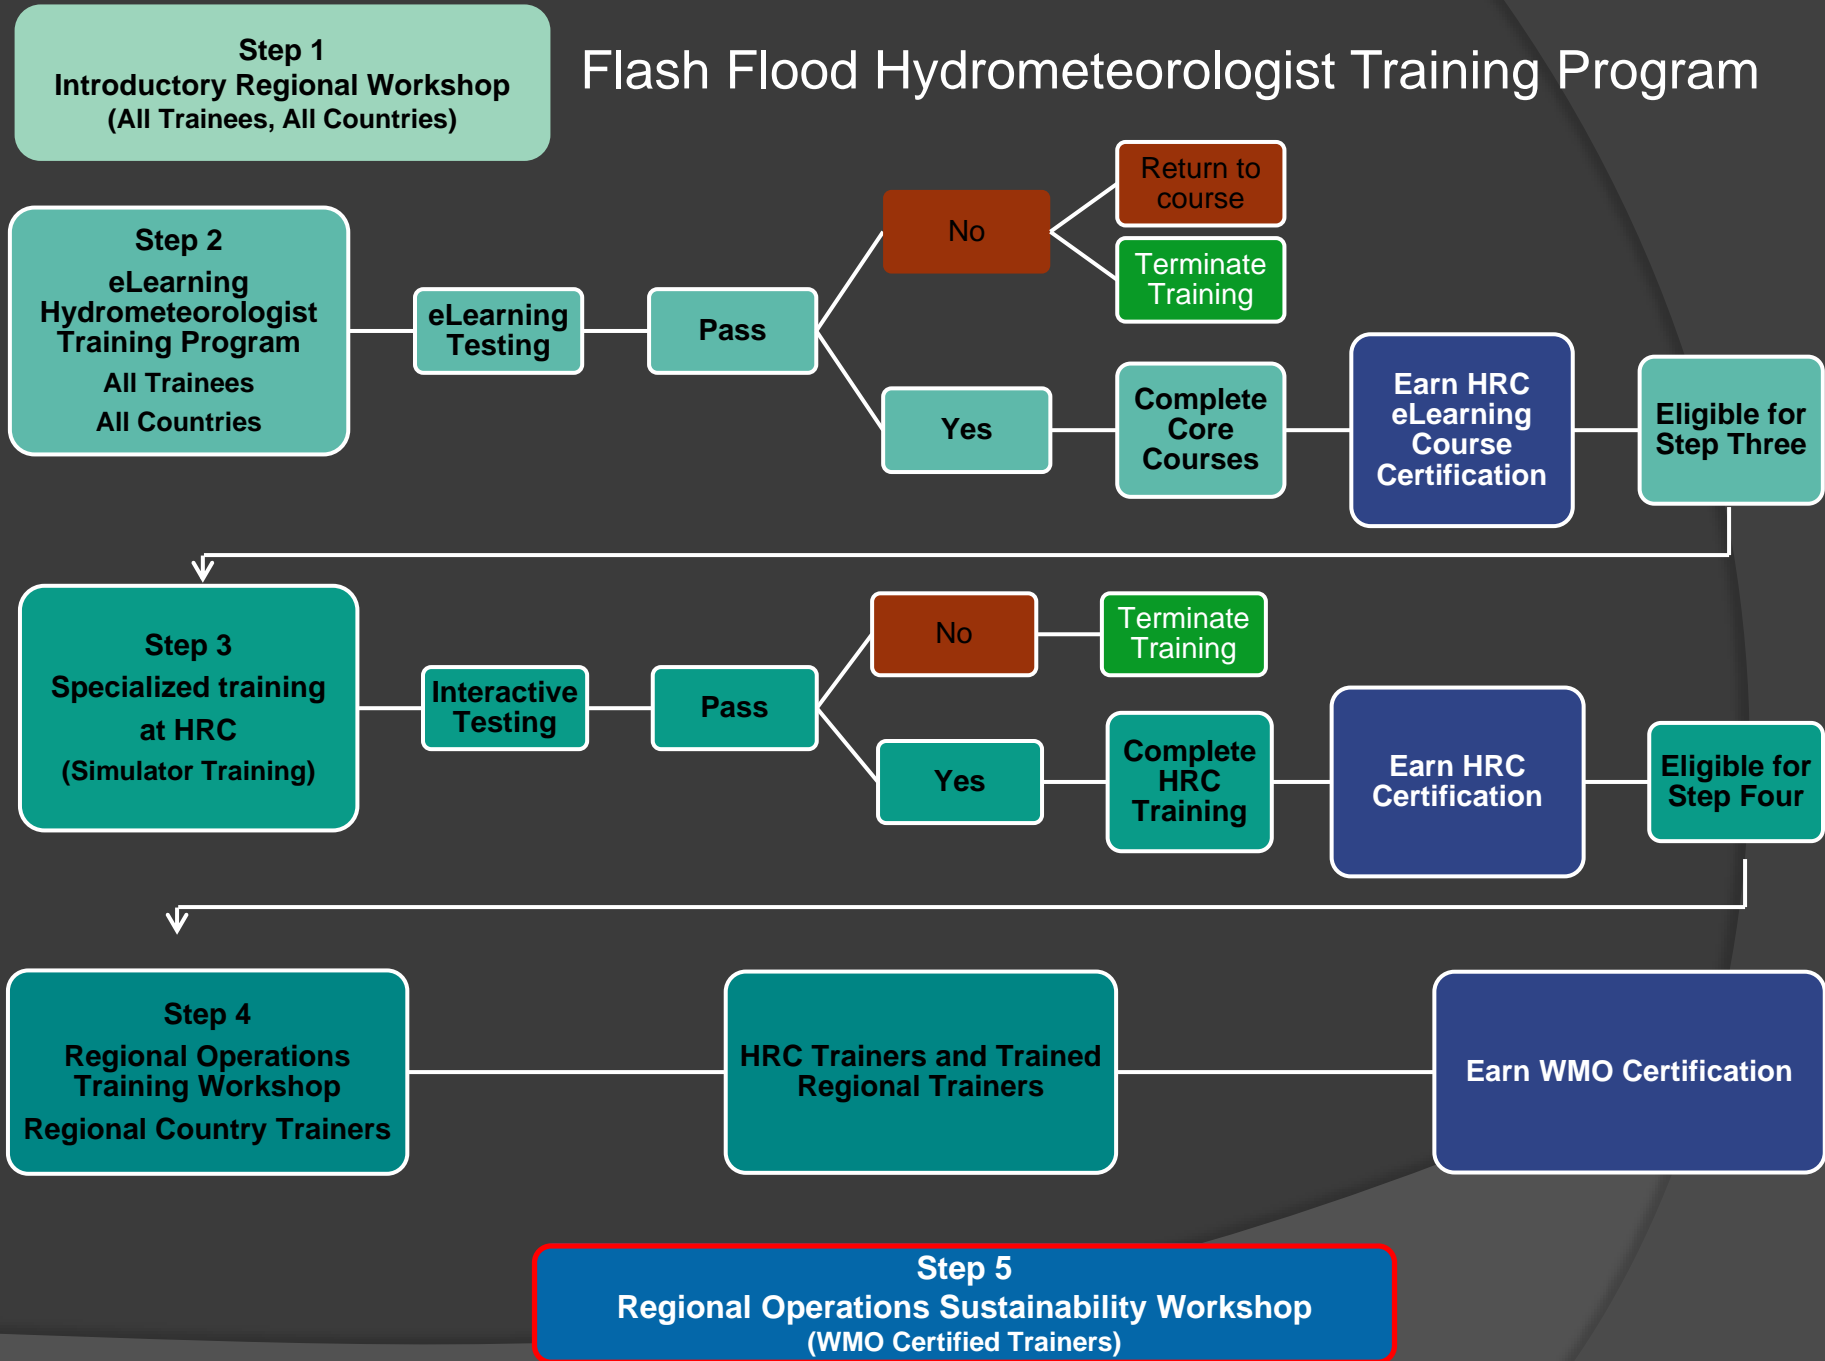 Step 1
Introductory Regional Workshop
(All Trainees, All Countries)
Flash Flood Hydrometeorologist Training Program
Step 2
eLearning
Hydrometeorologist
Training Program
All Trainees
All Countries
eLearning
Testing
Pass
No
Return to
course
Terminate
Training
Yes
Complete
Core
Courses
Earn HRC
eLearning
Course
Certification
Eligible for
Step Three
Step 3
Specialized training
at HRC
(Simulator Training)
Interactive
Testing
Pass
No
Terminate
Training
Yes
Complete
HRC
Training
Earn HRC
Certification
Eligible for
Step Four
Step 4
Regional Operations
Training Workshop
Regional Country Trainers
HRC Trainers and Trained
Regional Trainers
Earn WMO Certification
Step 5
Regional Operations Sustainability Workshop
(WMO Certified Trainers)